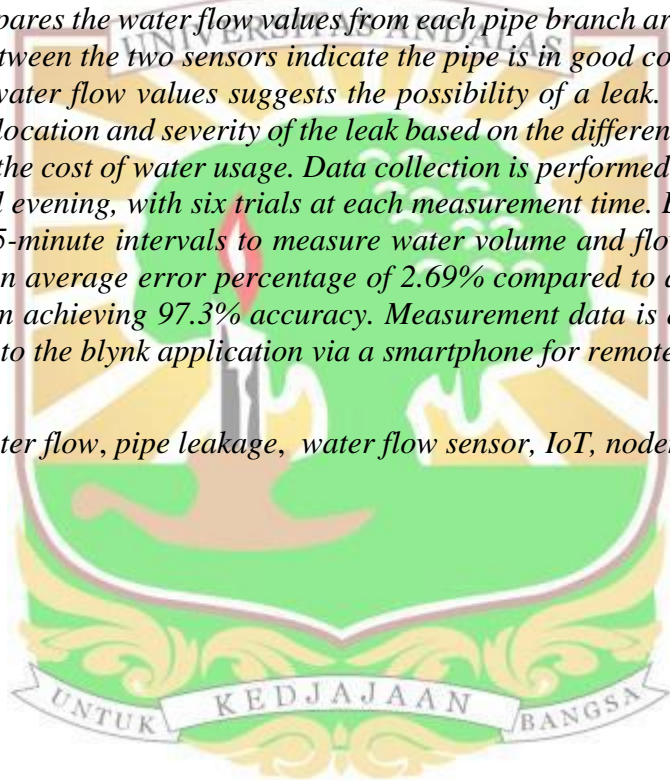 pares the water flow values from each pipe branch ar
UNIVERSITAS ANDALAS
tween the two sensors indicate the pipe is in good co
water flow values suggests the possibility of a leak.
location and severity of the leak based on the differen
the cost of water usage. Data collection is performed
l evening, with six trials at each measurement time. D
5-minute intervals to measure water volume and flo
n average error percentage of 2.69% compared to a
m achieving 97.3% accuracy. Measurement data is
to the blynk application via a smartphone for remote
ter flow, pipe leakage, water flow sensor, IoT, node
UNTUK KEDJAJAAN BANGSA